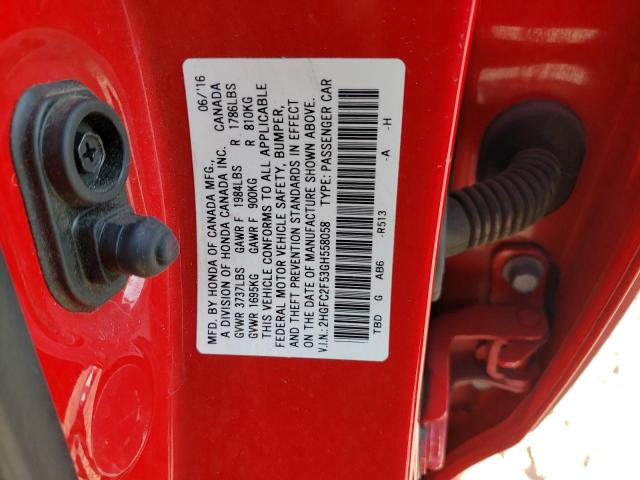 MFD. BY HONDA OF CANADA MFG., 06/'16
A DIVISION OF HONDA CANADA INC. CANADA
GVWR 3737LBS GAWR F 1984LBS R 1786LBS
GVWR 1695KG GAWR F 900KG R 810KG
THIS VEHICLE CONFORMS TO ALL APPLICABLE
FEDERAL MOTOR VEHICLE SAFETY, BUMPER,
AND THEFT PREVENTION STANDARDS IN EFFECT
ON THE DATE OF MANUFACTURE SHOWN ABOVE.
V.I.N.: 2HGFC2F53GH558058 TYPE: PASSENGER CAR
TBD G AB6 -R513 -A -H